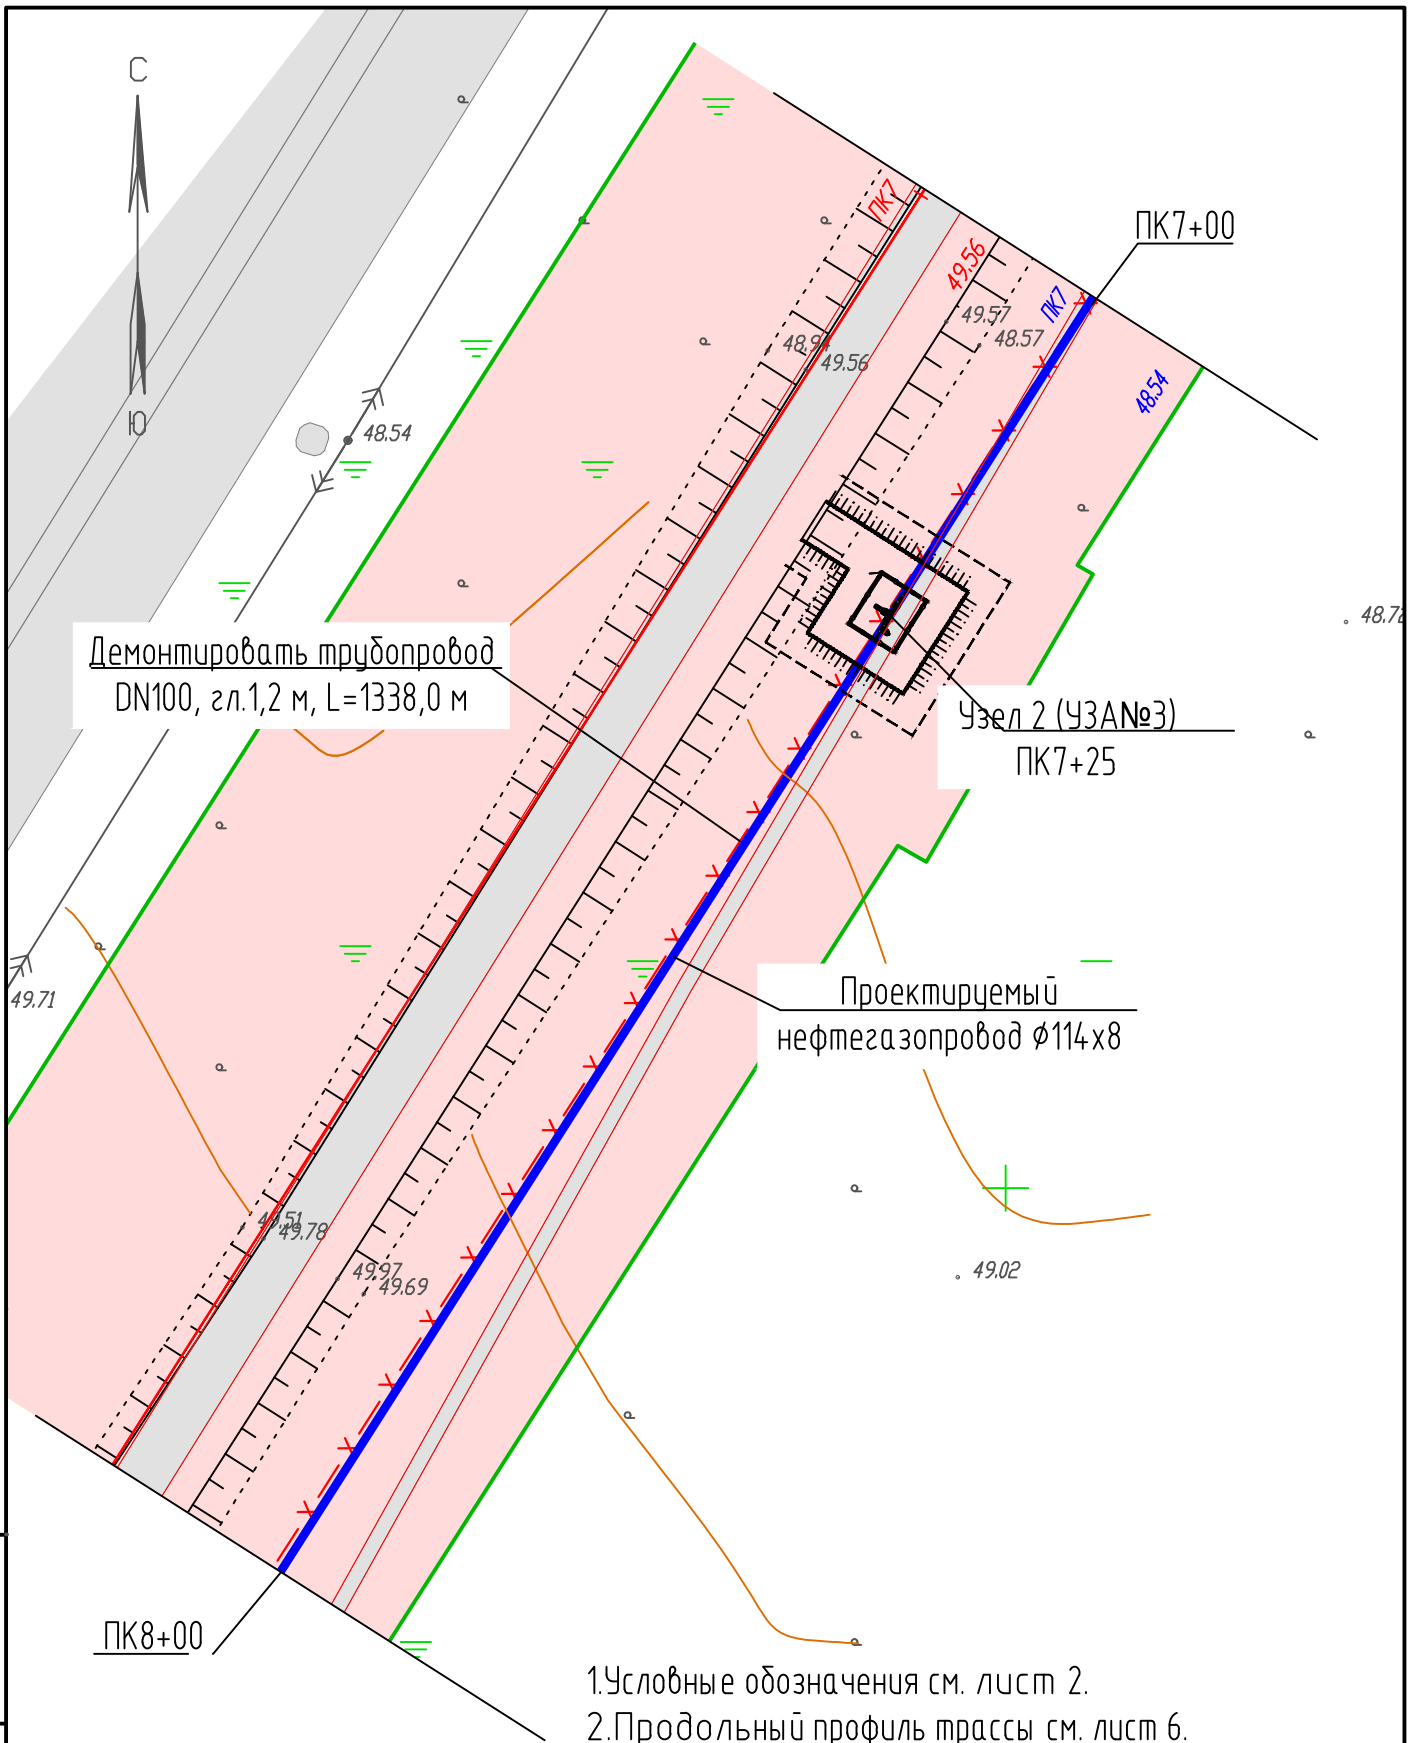 С
Ю
ПК7
49.56
ПК7+00
ПК7
49.57
48.57
48.94
49.56
48.54
48.54
Демонтировать трубопровод
DN100, гл.1,2 м, L=1338,0 м
Узел 2 (УЗА№3)
ПК7+25
49.71
Проектируемый
нефтегазопровод Ø114х8
49.51
49.78
49.97
49.69
49.02
ПК8+00
1.Условные обозначения см. лист 2.
2.Продольный профиль трассы см. лист 6.